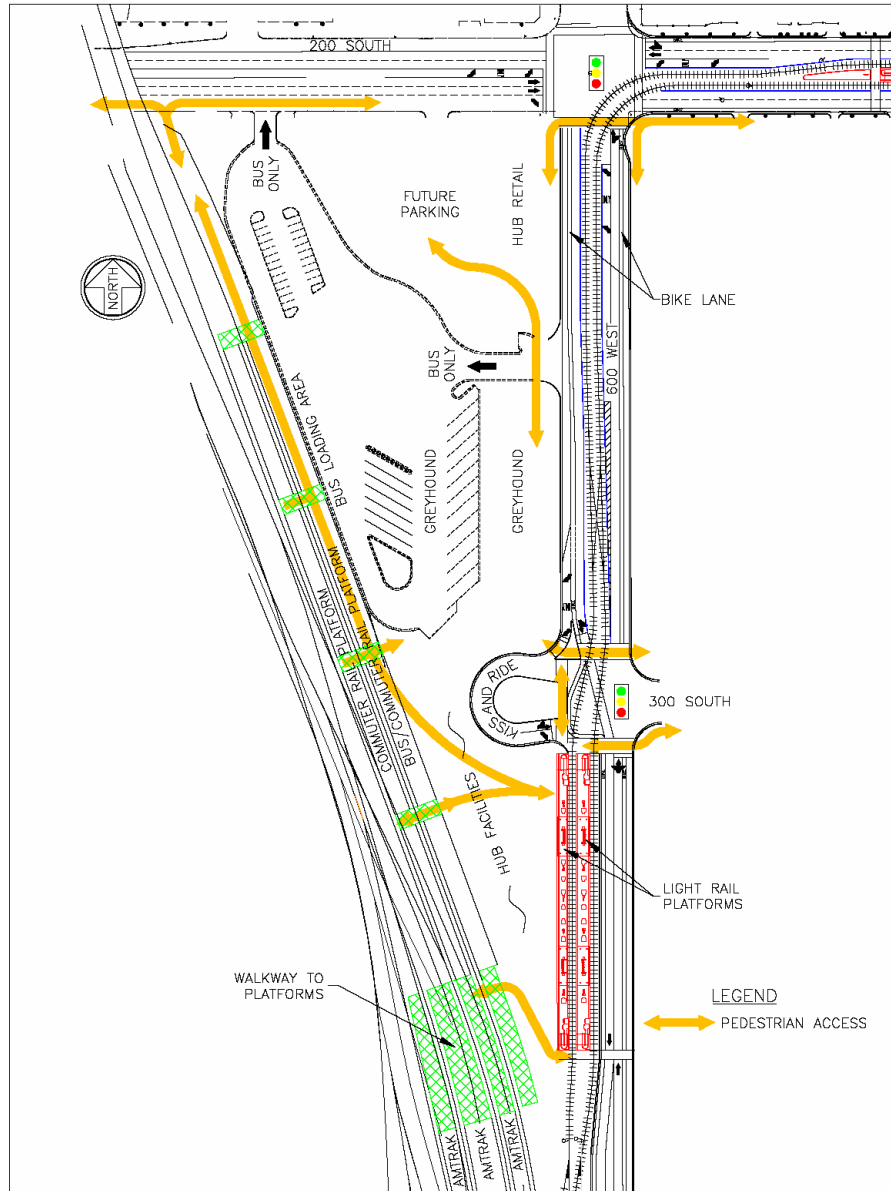 200 SOUTH
BUS
ONLY
FUTURE
PARKING
HUB RETAIL
NORTH
BIKE LANE
600 WEST
BUS
ONLY
BUS LOADING AREA
GREYHOUND
GREYHOUND
COMMUTER RAIL PLATFORM
BUS/COMMUTER RAIL PLATFORM
KISS AND RIDE
300 SOUTH
HUB FACILITIES
LIGHT RAIL
PLATFORMS
WALKWAY TO
PLATFORMS
LEGEND
PEDESTRIAN ACCESS
AMTRAK
AMTRAK
AMTRAK